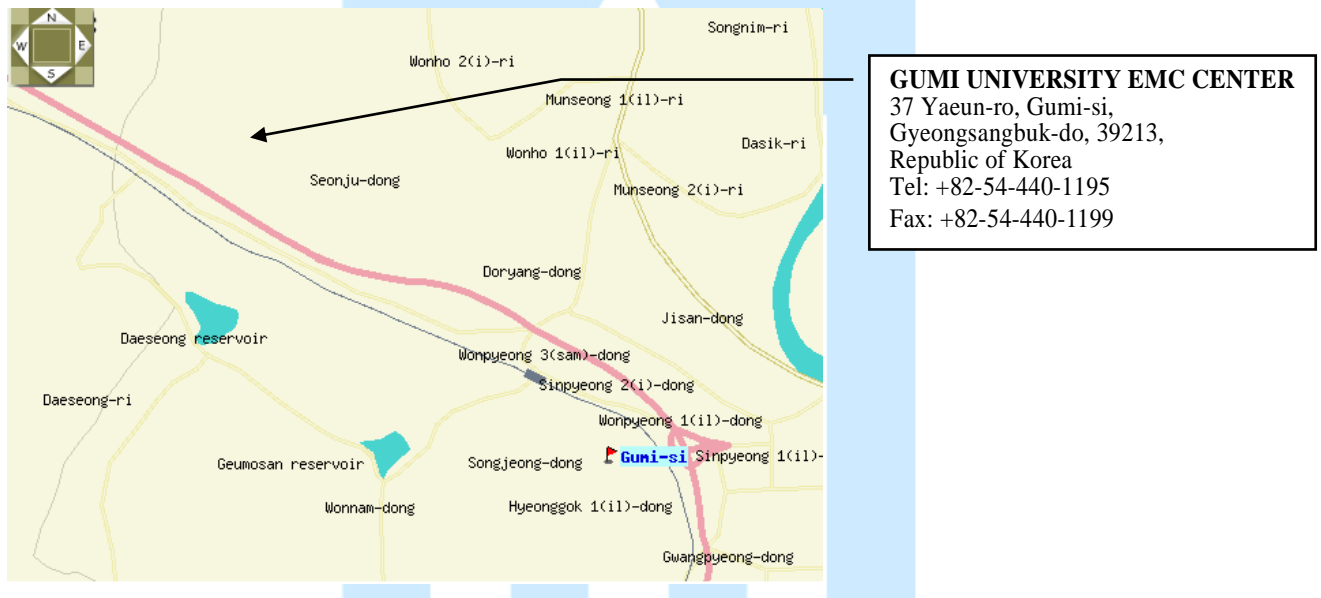 N
W
E
S
Songnim-ri
Wonho 2(i)-ri
Munseong 1(il)-ri
Dasik-ri
Wonho 1(il)-ri
Seonju-dong
Munseong 2(i)-ri
Doryang-dong
Jisan-dong
Daeseong reservoir
Wonpyeong 3(sam)-dong
Sinpyeong 2(i)-dong
Daeseong-ri
Wonpyeong 1(il)-dong
Geumosan reservoir
Songjeong-dong
Gumi-si
Sinpyeong 1(il)-
Wonnam-dong
Hyeonggok 1(il)-dong
Gwangpyeong-dong
GUMI UNIVERSITY EMC CENTER
37 Yaeun-ro, Gumi-si,
Gyeongsangbuk-do, 39213,
Republic of Korea
Tel: +82-54-440-1195
Fax: +82-54-440-1199